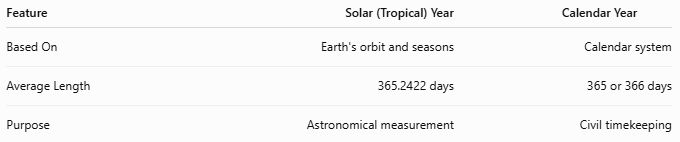 Feature Solar (Tropical) Year Calendar Year
Based On Earth's orbit and seasons Calendar system
Average Length 365.2422 days 365 or 366 days
Purpose Astronomical measurement Civil timekeeping